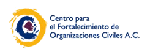 Centro para
el Fortalecimiento de
Organizaciones Civiles A.C.